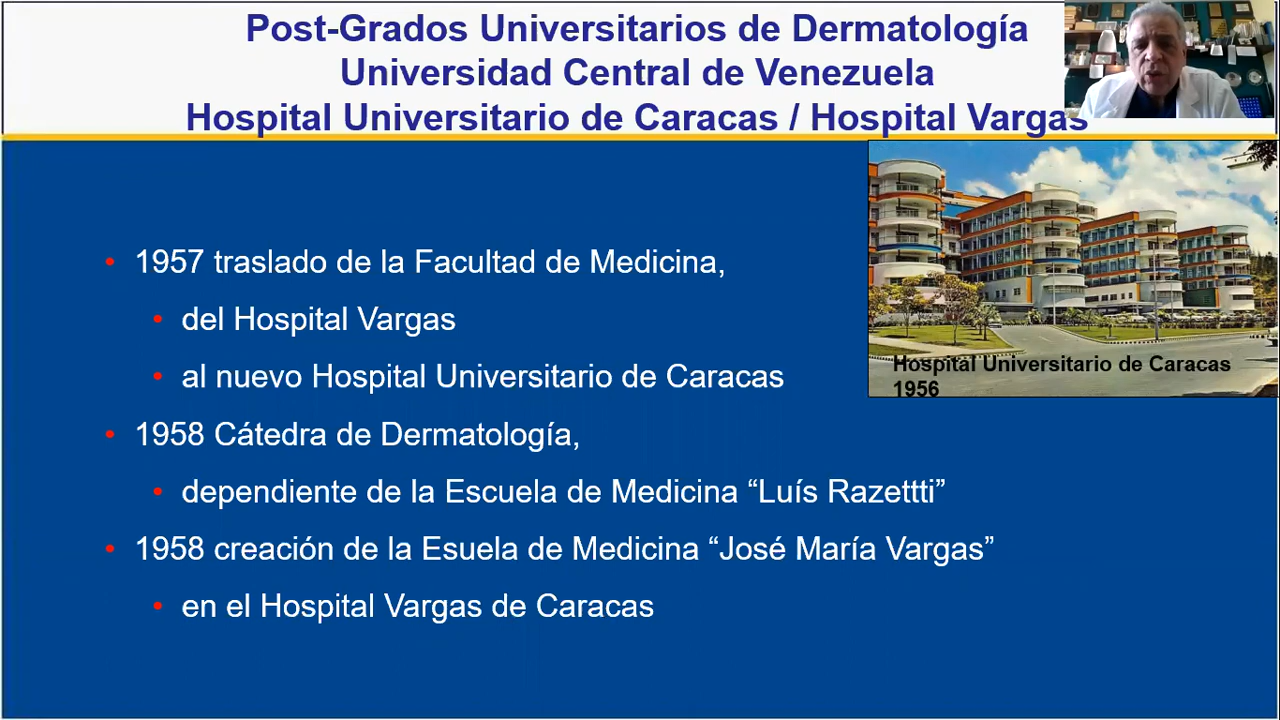 Post-Grados Universitarios de Dermatología
Universidad Central de Venezuela
Hospital Universitario de Caracas / Hospital Vargas
• 1957 traslado de la Facultad de Medicina,
• del Hospital Vargas
• al nuevo Hospital Universitario de Caracas
• 1958 Cátedra de Dermatología,
• dependiente de la Escuela de Medicina “Luís Razettti”
• 1958 creación de la Esuela de Medicina “José María Vargas”
• en el Hospital Vargas de Caracas
Hospital Universitario de Caracas
1956